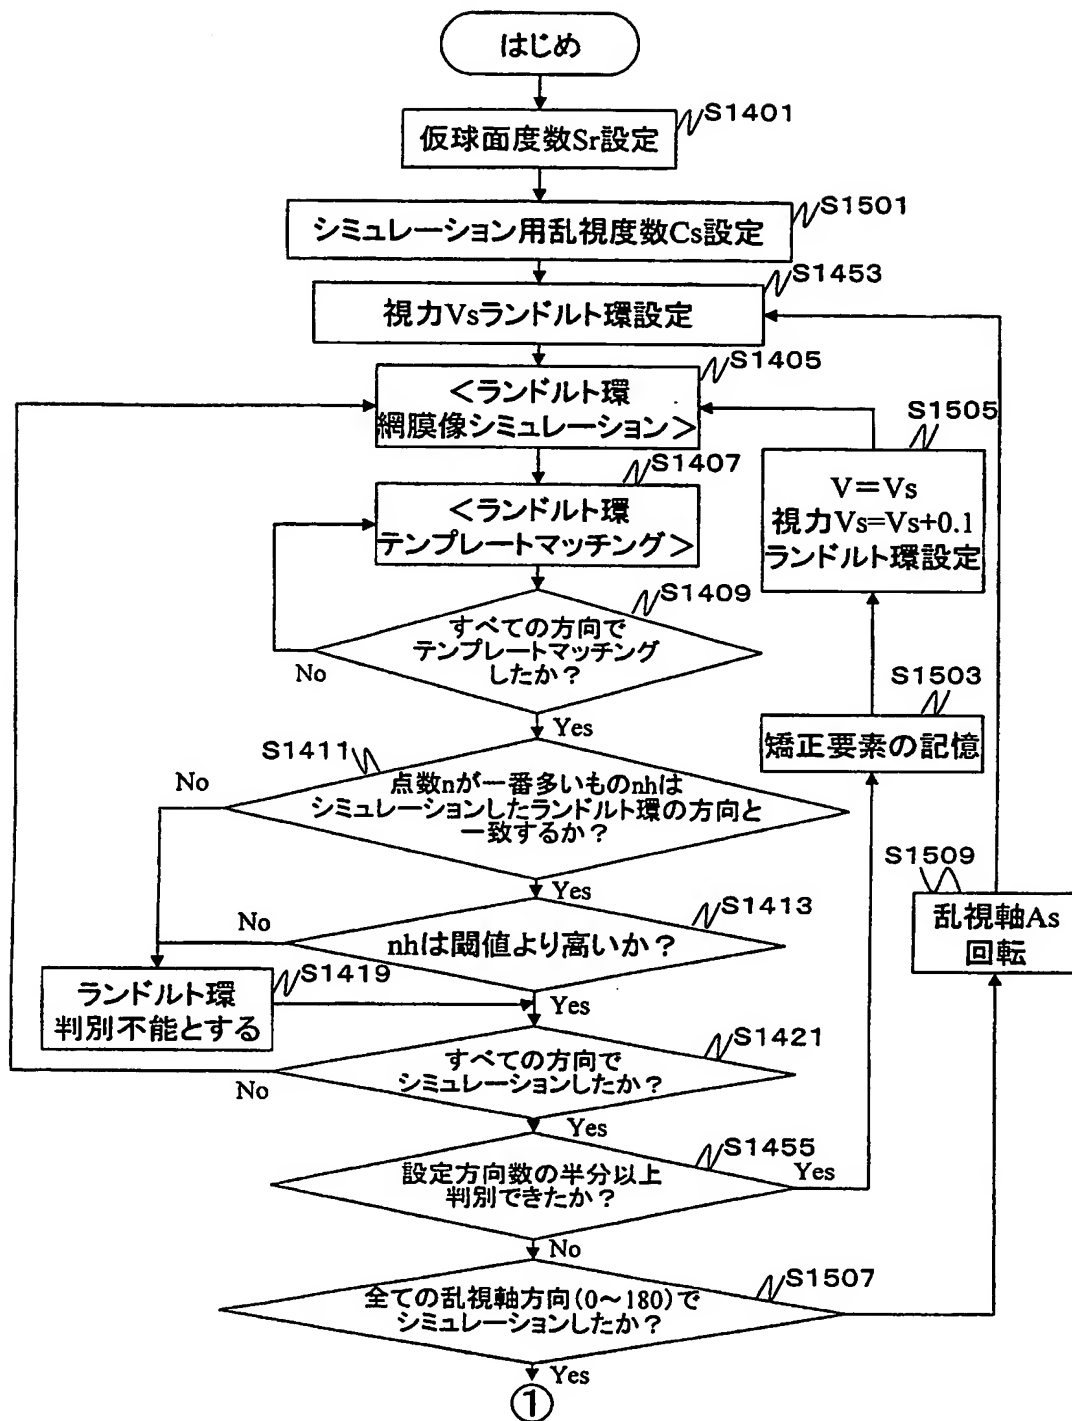 はじめ
S1401
仮球面度数Sr設定
S1501
シミュレーション用乱視度数Cs設定
S1453
視力Vsランドルト環設定
S1405
<ランドルト環
網膜像シミュレーション>
S1505
V=Vs
視力Vs=Vs+0.1
ランドルト環設定
S1407
<ランドルト環
テンプレートマッチング>
S1409
すべての方向で
テンプレートマッチング
したか?
No
Yes
S1503
矯正要素の記憶
S1411
No
点数nが一番多いものnhは
シミュレーションしたランドルト環の方向と
一致するか?
Yes
S1509
乱視軸As
回転
S1413
No
nhは閾値より高いか?
Yes
S1419
ランドルト環
判別不能とする
S1421
すべての方向で
シミュレーションしたか?
No
Yes
S1455
設定方向数の半分以上
判別できたか?
Yes
No
S1507
全ての乱視軸方向(0~180)で
シミュレーションしたか?
Yes
①